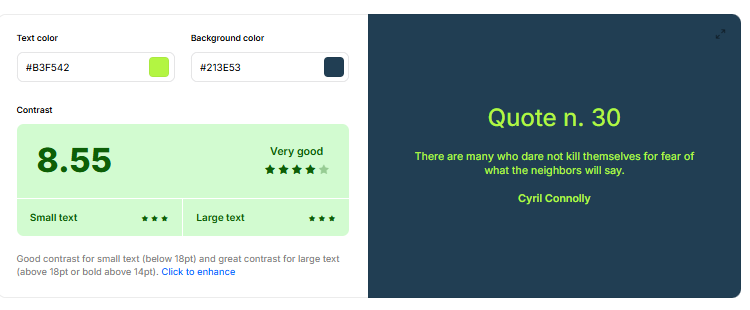 Text color
Background color
#B3F542
#213E53
Contrast
8.55
Very good
Small text
Large text
Good contrast for small text (below 18pt) and great contrast for large text
(above 18pt or bold above 14pt). Click to enhance
Quote n. 30
There are many who dare not kill themselves for fear of
what the neighbors will say.
Cyril Connolly